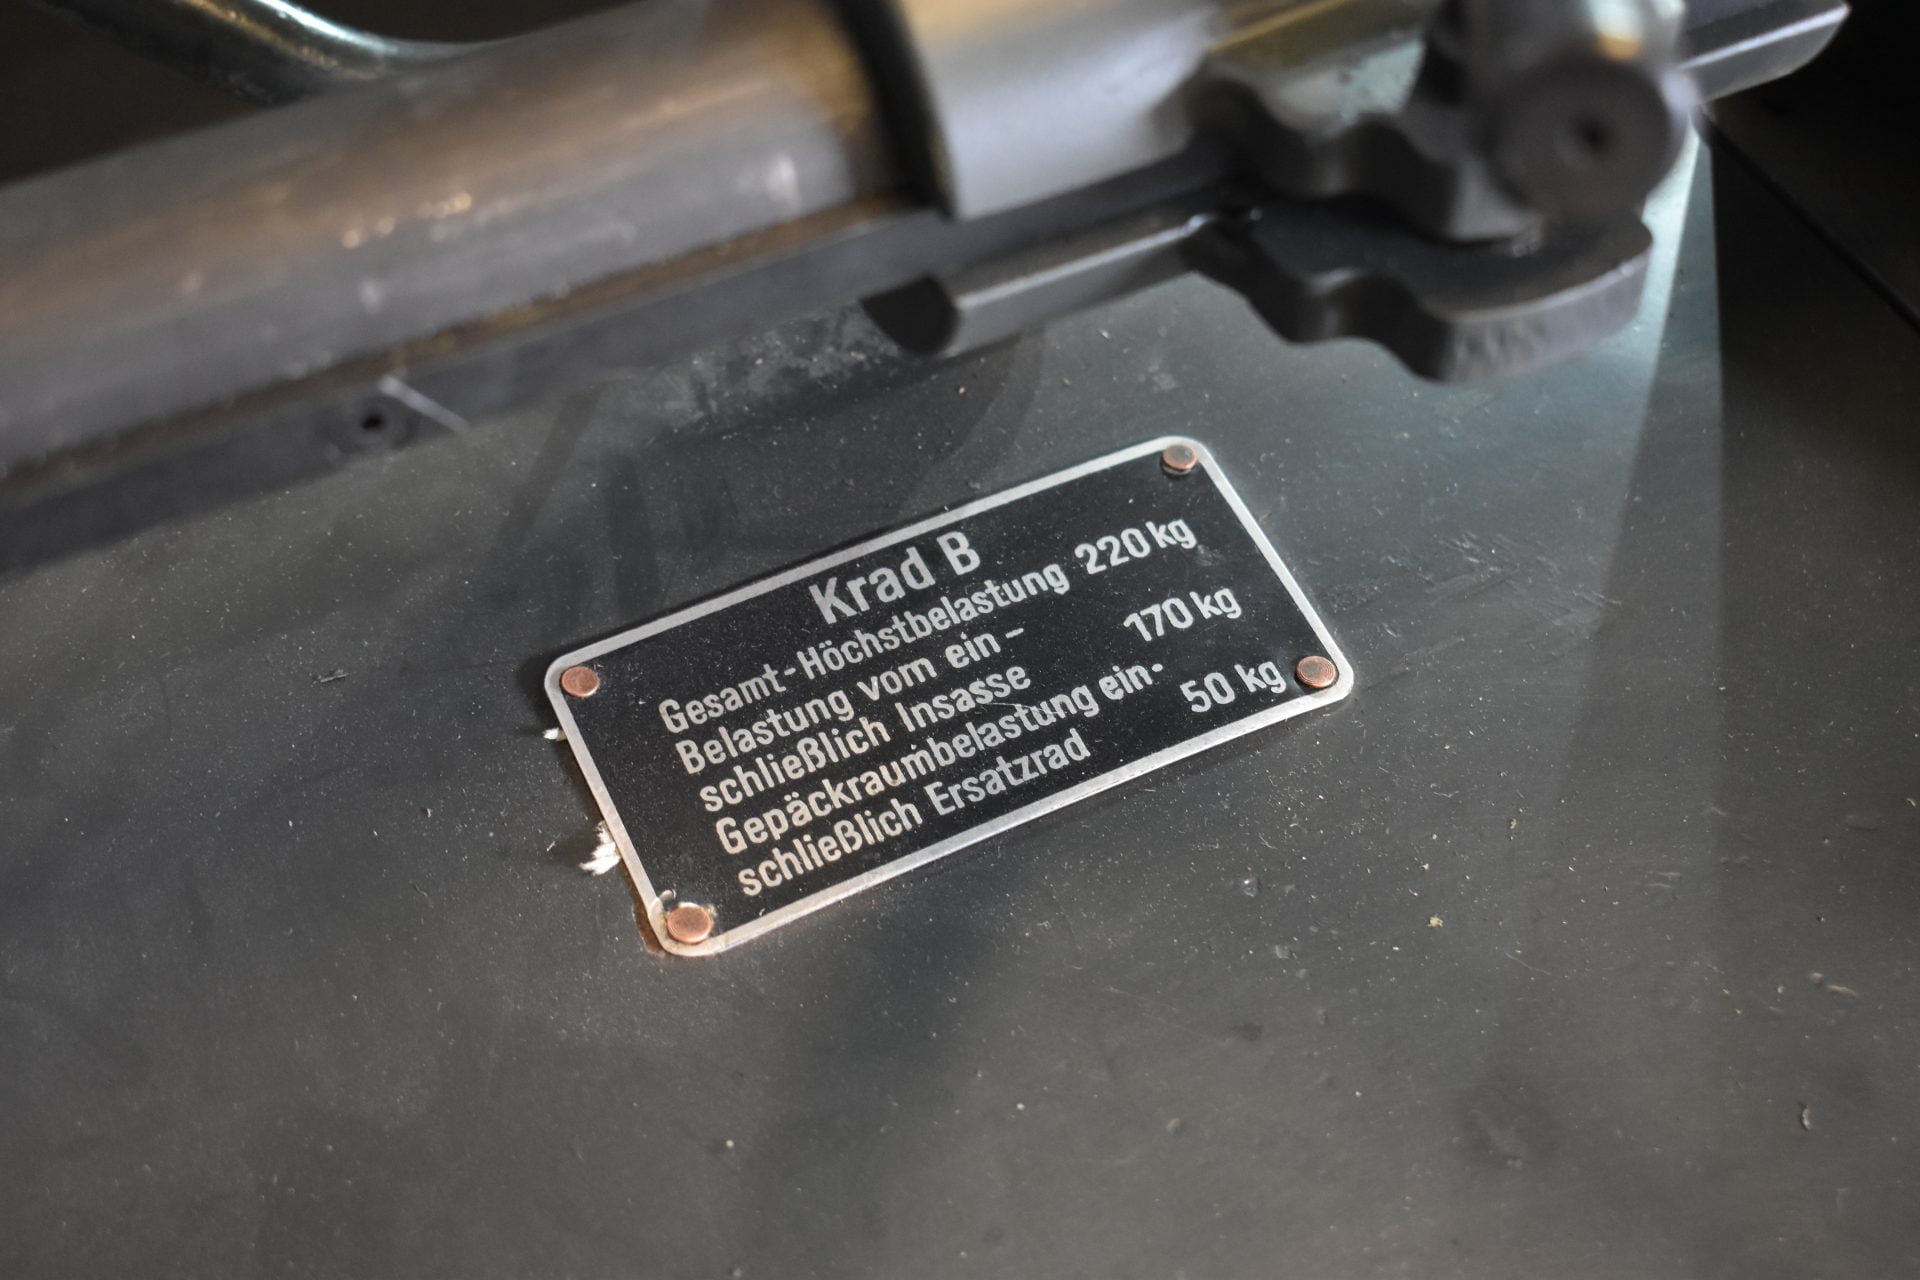 Krad B
Gesamt-Höchstbelastung 220 kg
Belastung vom ein-
schließlich Insasse 170 kg
Gepäckraumbelastung ein-
schließlich Ersatzrad 50 kg